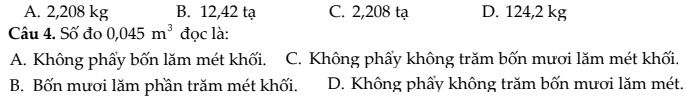 A. 2,208 kg B. 12,42 tạ C. 2,208 tạ D. 124,2 kg
Câu 4. Số đo 0,045 m³ đọc là:
A. Không phẩy bốn lăm mét khối. C. Không phẩy không trăm bốn mươi lăm mét khối.
B. Bốn mươi lăm phần trăm mét khối. D. Không phẩy không trăm bốn mươi lăm mét.